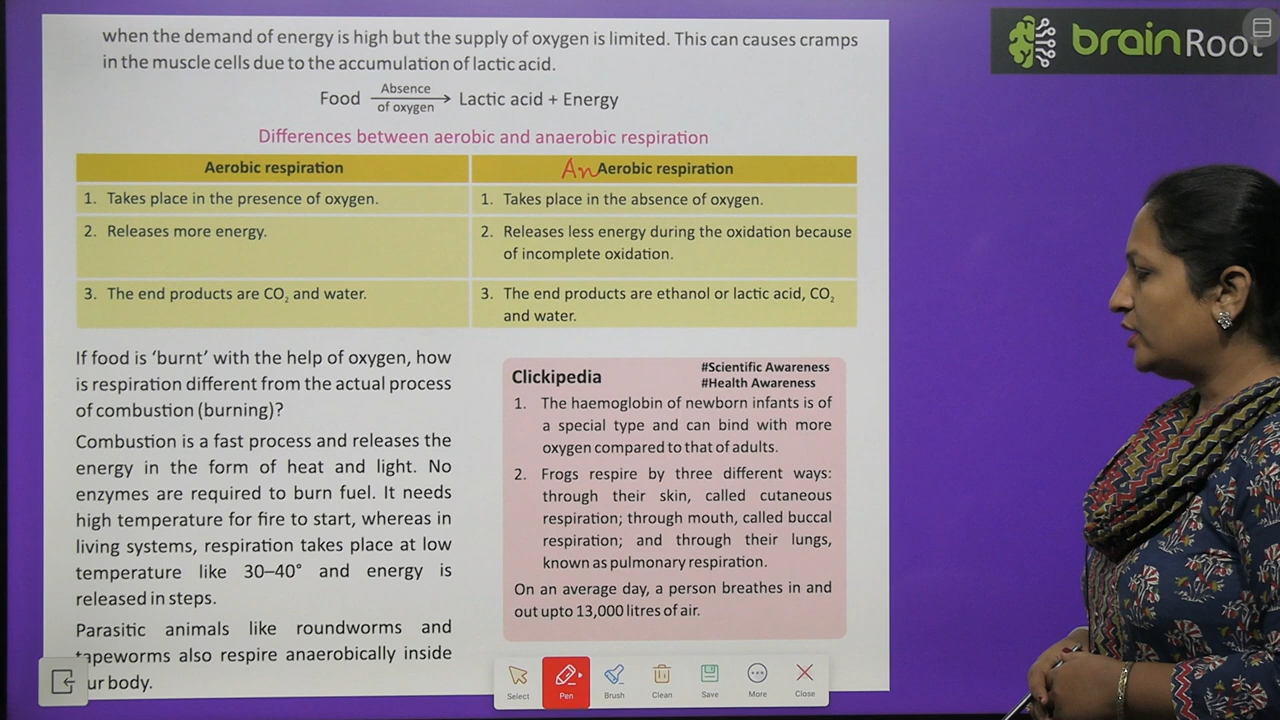 brainRoot
when the demand of energy is high but the supply of oxygen is limited. This can causes cramps
in the muscle cells due to the accumulation of lactic acid.
Food Absence of oxygen → Lactic acid + Energy
Differences between aerobic and anaerobic respiration
Aerobic respiration
AnAerobic respiration
1. Takes place in the presence of oxygen.
1. Takes place in the absence of oxygen.
2. Releases more energy.
2. Releases less energy during the oxidation because
of incomplete oxidation.
3. The end products are CO₂ and water.
3. The end products are ethanol or lactic acid, CO₂
and water.
If food is ‘burnt’ with the help of oxygen, how
is respiration different from the actual process
of combustion (burning)?
Combustion is a fast process and releases the
energy in the form of heat and light. No
enzymes are required to burn fuel. It needs
high temperature for fire to start, whereas in
living systems, respiration takes place at low
temperature like 30–40° and energy is
released in steps.
Parasitic animals like roundworms and
tapeworms also respire anaerobically inside
ur body.
Clickipedia
#Scientific Awareness
#Health Awareness
1. The haemoglobin of newborn infants is of
a special type and can bind with more
oxygen compared to that of adults.
2. Frogs respire by three different ways:
through their skin, called cutaneous
respiration; through mouth, called buccal
respiration; and through their lungs,
known as pulmonary respiration.
On an average day, a person breathes in and
out upto 13,000 litres of air.
Select Pen Brush Clean Save More Close